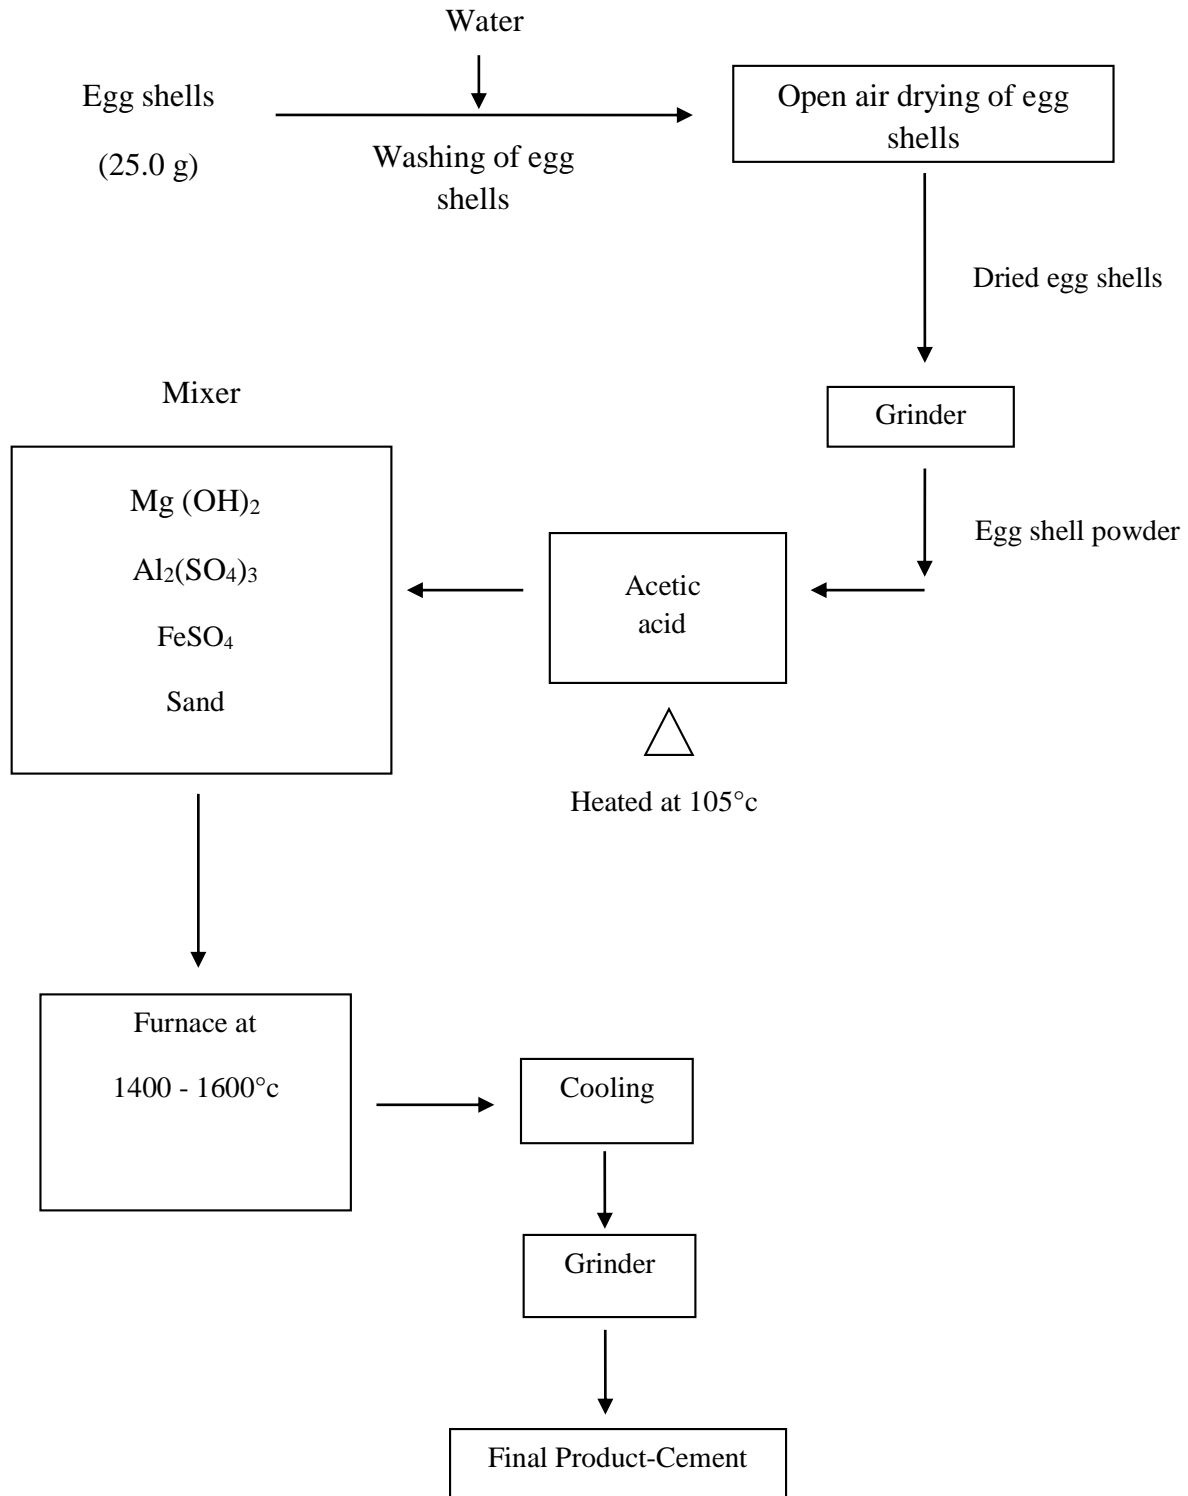 Water
Egg shells
(25.0 g)
Washing of egg
shells
Open air drying of egg
shells
Dried egg shells
Grinder
Egg shell powder
Acetic
acid
Heated at 105°c
Mixer
Mg (OH)₂
Al₂(SO₄)₃
FeSO₄
Sand
Furnace at
1400 - 1600°c
Cooling
Grinder
Final Product-Cement